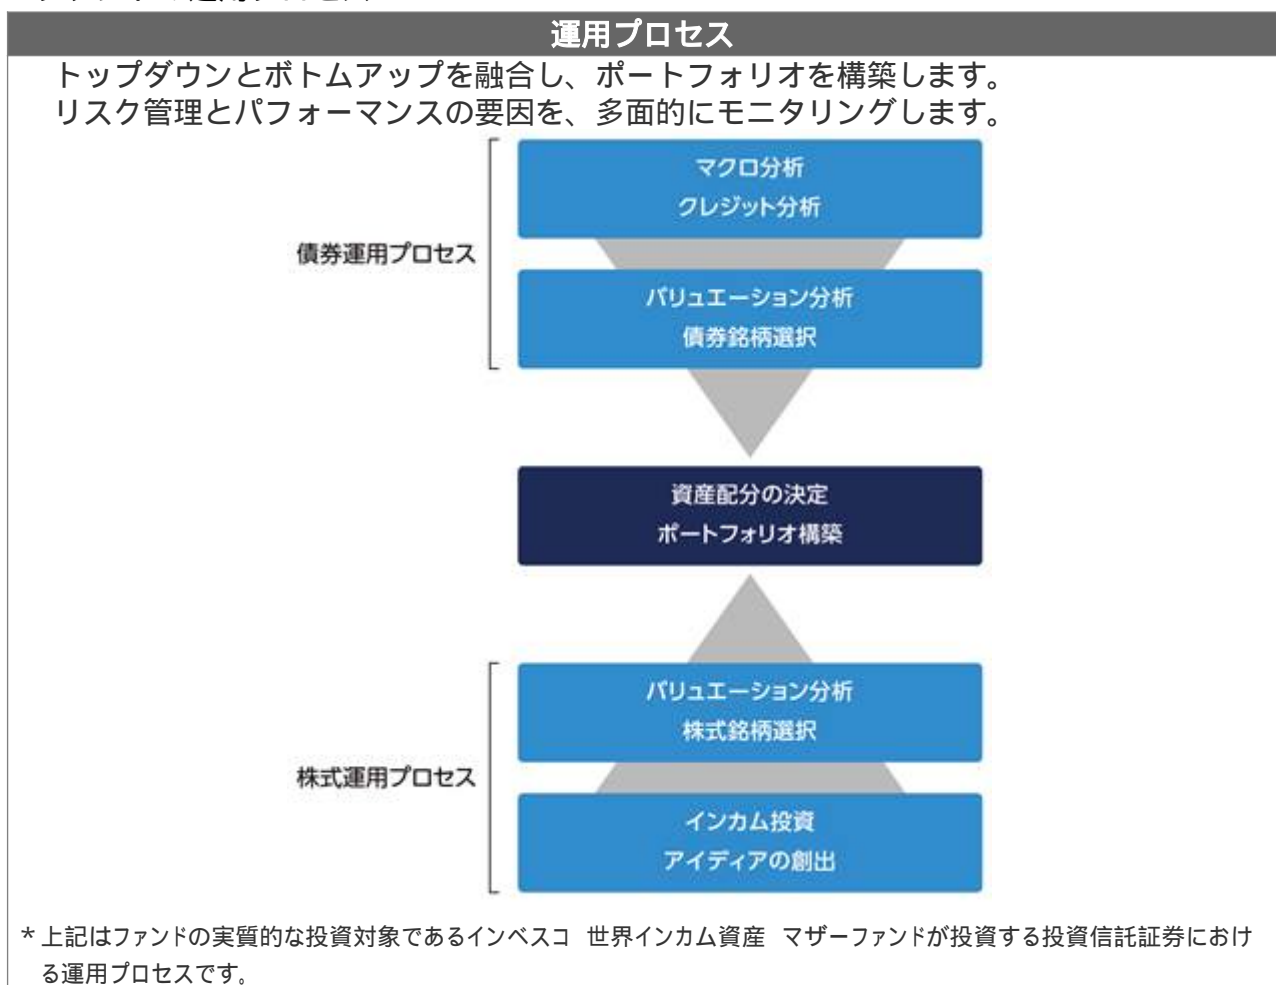 運用プロセス
トップダウンとボトムアップを融合し、ポートフォリオを構築します。
リスク管理とパフォーマンスの要因を、多面的にモニタリングします。
マクロ分析
クレジット分析
債券運用プロセス
バリュエーション分析
債券銘柄選択
資産配分の決定
ポートフォリオ構築
バリュエーション分析
株式銘柄選択
株式運用プロセス
インカム投資
アイディアの創出
*上記はファンドの実質的な投資対象であるインベスコ 世界インカム資産 マザーファンドが投資する投資信託証券におけ
る運用プロセスです。